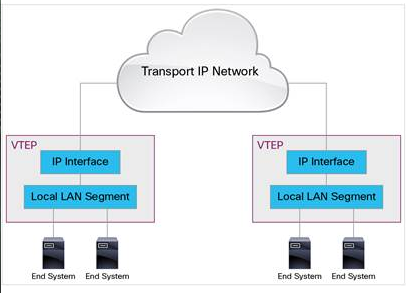 Transport IP Network
VTEP
IP Interface
Local LAN Segment
End System
End System
VTEP
IP Interface
Local LAN Segment
End System
End System